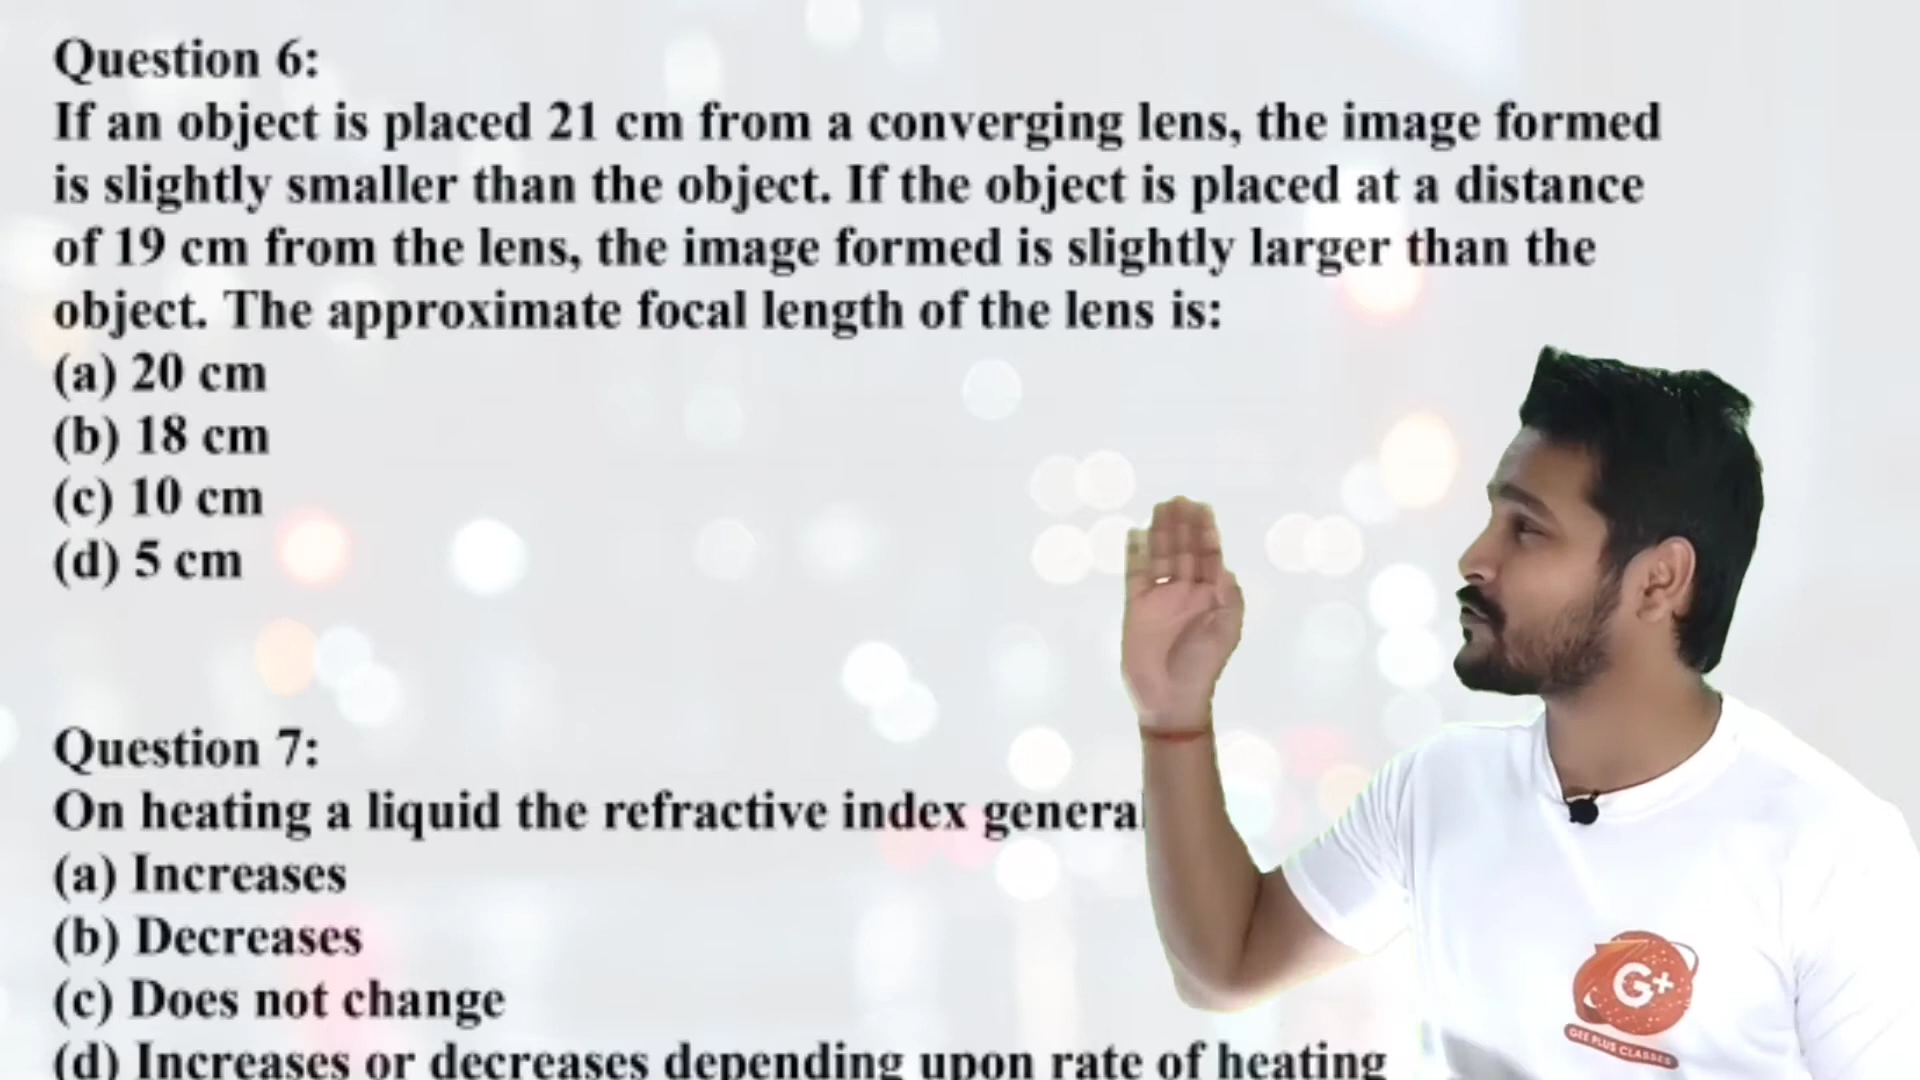 Question 6:
If an object is placed 21 cm from a converging lens, the image formed
is slightly smaller than the object. If the object is placed at a distance
of 19 cm from the lens, the image formed is slightly larger than the
object. The approximate focal length of the lens is:
(a) 20 cm
(b) 18 cm
(c) 10 cm
(d) 5 cm
Question 7:
On heating a liquid the refractive index general
(a) Increases
(b) Decreases
(c) Does not change
(d) Increases or decreases depending upon rate of heating
G+
GEE PLUS CLASSES